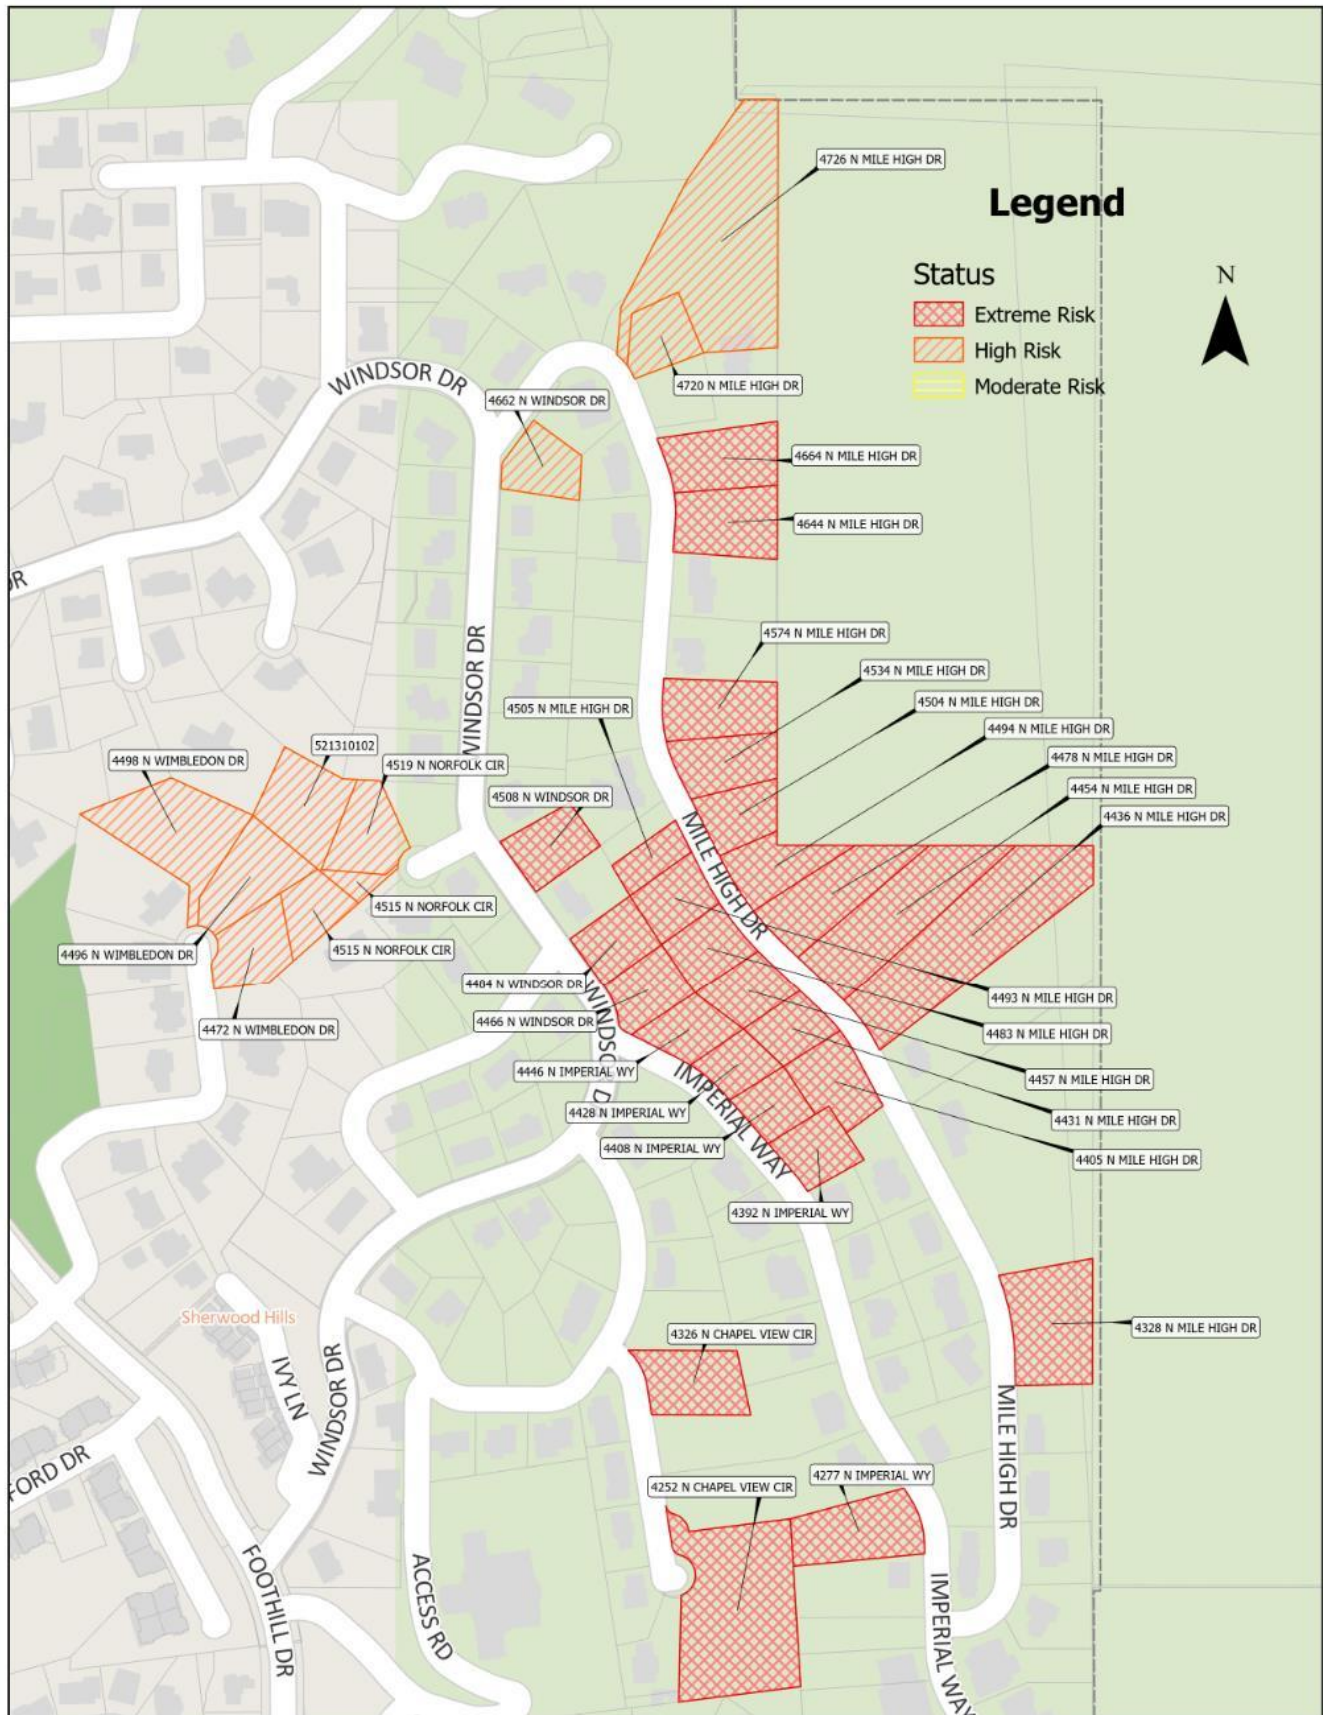 4726 N MILE HIGH DR
Legend
Status
N
Extreme Risk
High Risk
Moderate Risk
WINDSOR DR
4720 N MILE HIGH DR
4662 N WINDSOR DR
4664 N MILE HIGH DR
4644 N MILE HIGH DR
DR
WINDSOR DR
4574 N MILE HIGH DR
4534 N MILE HIGH DR
4505 N MILE HIGH DR
4504 N MILE HIGH DR
4494 N MILE HIGH DR
4498 N WIMBLEDON DR
521310102
4519 N NORFOLK CIR
4478 N MILE HIGH DR
4508 N WINDSOR DR
4454 N MILE HIGH DR
4436 N MILE HIGH DR
MILE HIGH DR
4515 N NORFOLK CIR
4496 N WIMBLEDON DR
4515 N NORFOLK CIR
4484 N WINDSOR DR
4493 N MILE HIGH DR
4472 N WIMBLEDON DR
4466 N WINDSOR DR
WINDSOR D
4483 N MILE HIGH DR
4446 N IMPERIAL WY
IMPERIAL WAY
4457 N MILE HIGH DR
4428 N IMPERIAL WY
4431 N MILE HIGH DR
4408 N IMPERIAL WY
4405 N MILE HIGH DR
4392 N IMPERIAL WY
Sherwood Hills
4326 N CHAPEL VIEW CIR
4328 N MILE HIGH DR
IVY LN
WINDSOR DR
MILE HIGH DR
FORD DR
4252 N CHAPEL VIEW CIR
4277 N IMPERIAL WY
FOOTHILL DR
ACCESS RD
IMPERIAL WAY